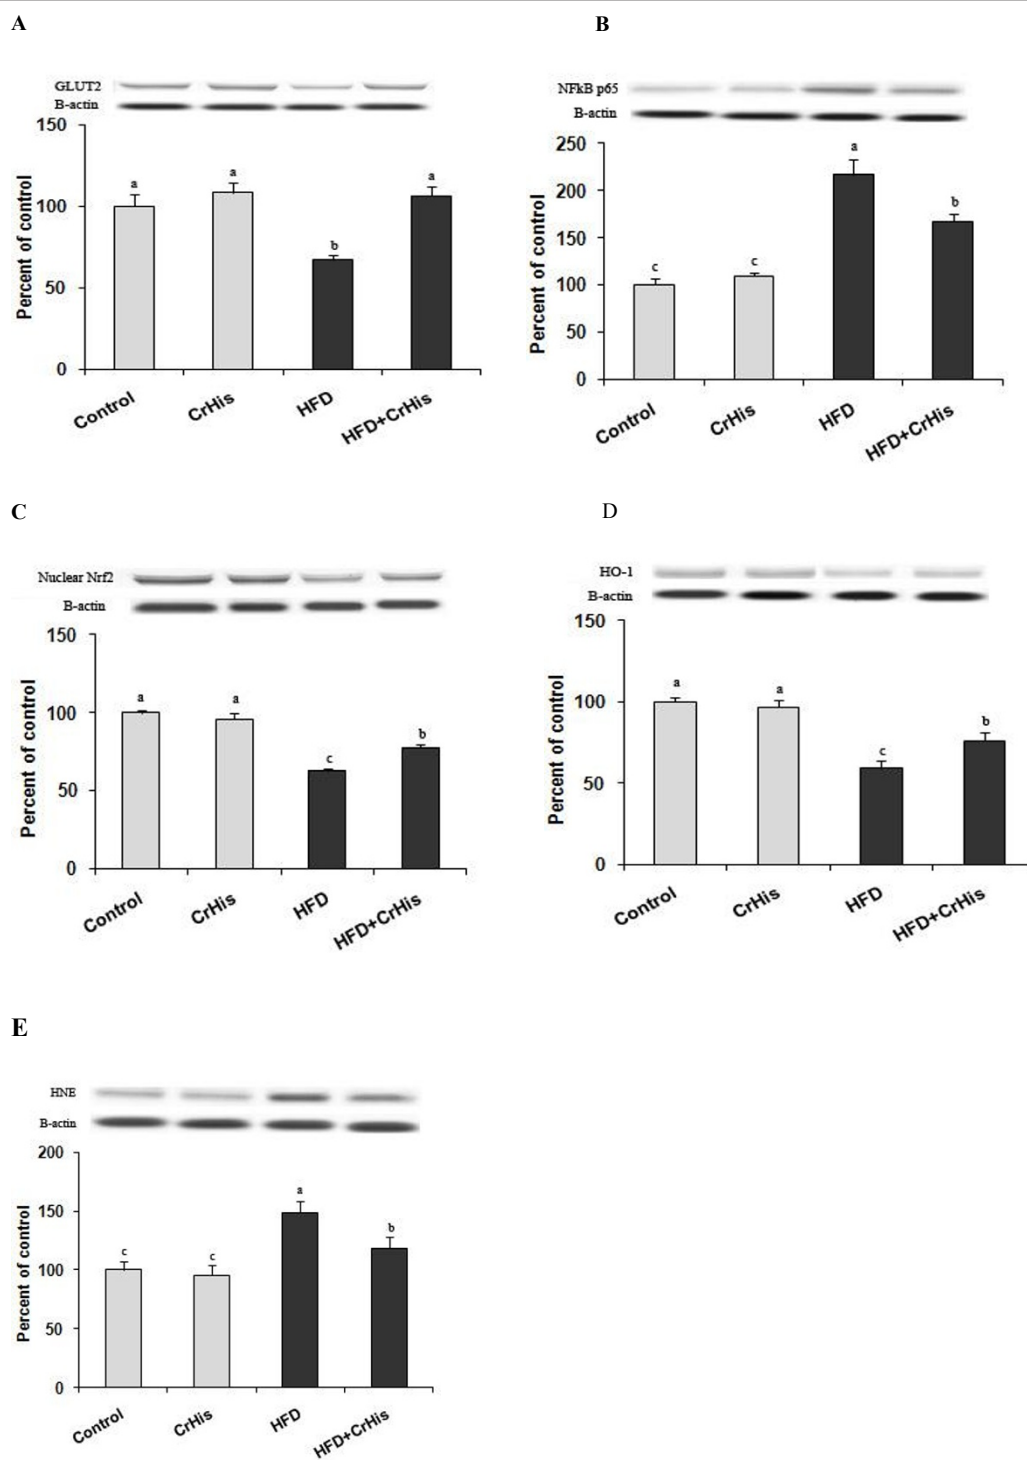 A
GLUT2
B-actin
150
100
50
0
Percent of control
a
a
b
a
Control
CrHis
HFD
HFD+CrHis
B
NFkB p65
B-actin
250
200
150
100
50
0
Percent of control
c
c
a
b
Control
CrHis
HFD
HFD+CrHis
C
Nuclear Nrf2
B-actin
150
100
50
0
Percent of control
a
a
c
b
Control
CrHis
HFD
HFD+CrHis
D
HO-1
B-actin
150
100
50
0
Percent of control
a
a
c
b
Control
CrHis
HFD
HFD+CrHis
E
HNE
B-actin
200
150
100
50
0
Percent of control
c
c
a
b
Control
CrHis
HFD
HFD+CrHis